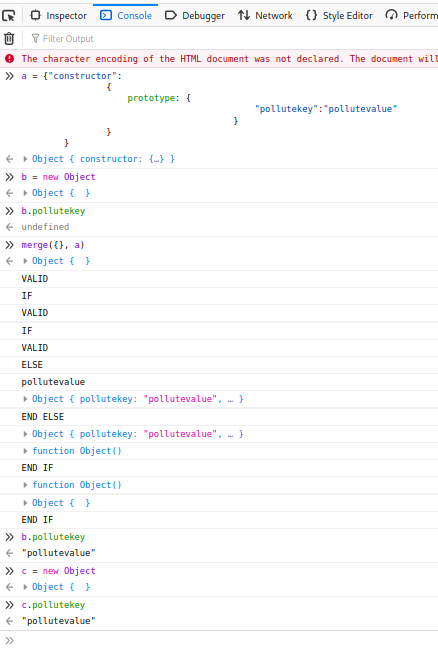 Inspector Console Debugger Network {} Style Editor Perform
Filter Output
The character encoding of the HTML document was not declared. The document will
a = {"constructor":
{
prototype: {
"pollutekey":"pollutevalue"
}
}
}
Object { constructor: {…} }
b = new Object
Object { }
b.pollutekey
undefined
merge({}, a)
Object { }
VALID
IF
VALID
IF
VALID
ELSE
pollutevalue
Object { pollutekey: "pollutevalue", … }
END ELSE
Object { pollutekey: "pollutevalue", … }
function Object()
END IF
function Object()
Object { }
END IF
b.pollutekey
"pollutevalue"
c = new Object
Object { }
c.pollutekey
"pollutevalue"